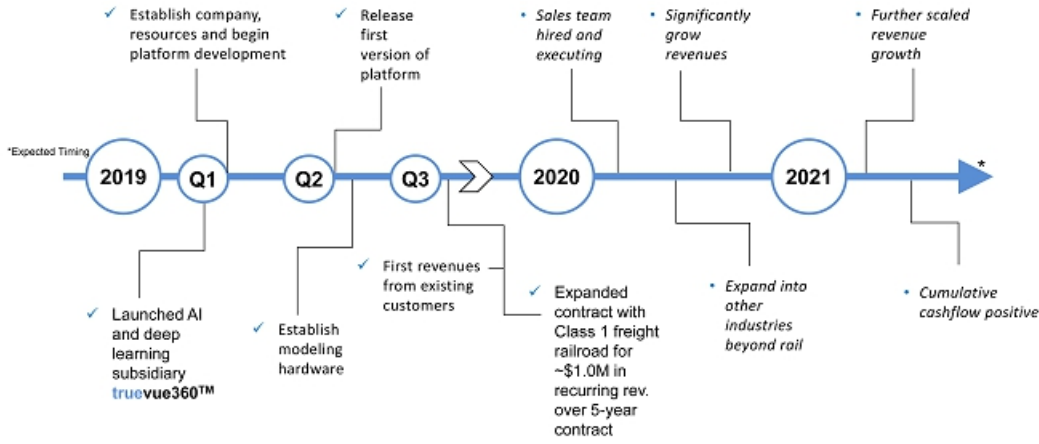 Establish company,
resources and begin
platform development
Release
first
version of
platform
Sales team
hired and
executing
Significantly
grow
revenues
Further scaled
revenue
growth
*Expected Timing
2019
Q1
Q2
Q3
2020
2021
*
Launched AI
and deep
learning
subsidiary
truevue360™
Establish
modeling
hardware
First revenues
from existing
customers
Expanded
contract with
Class 1 freight
railroad for
~$1.0M in
recurring rev.
over 5-year
contract
Expand into
other
industries
beyond rail
Cumulative
cashflow positive